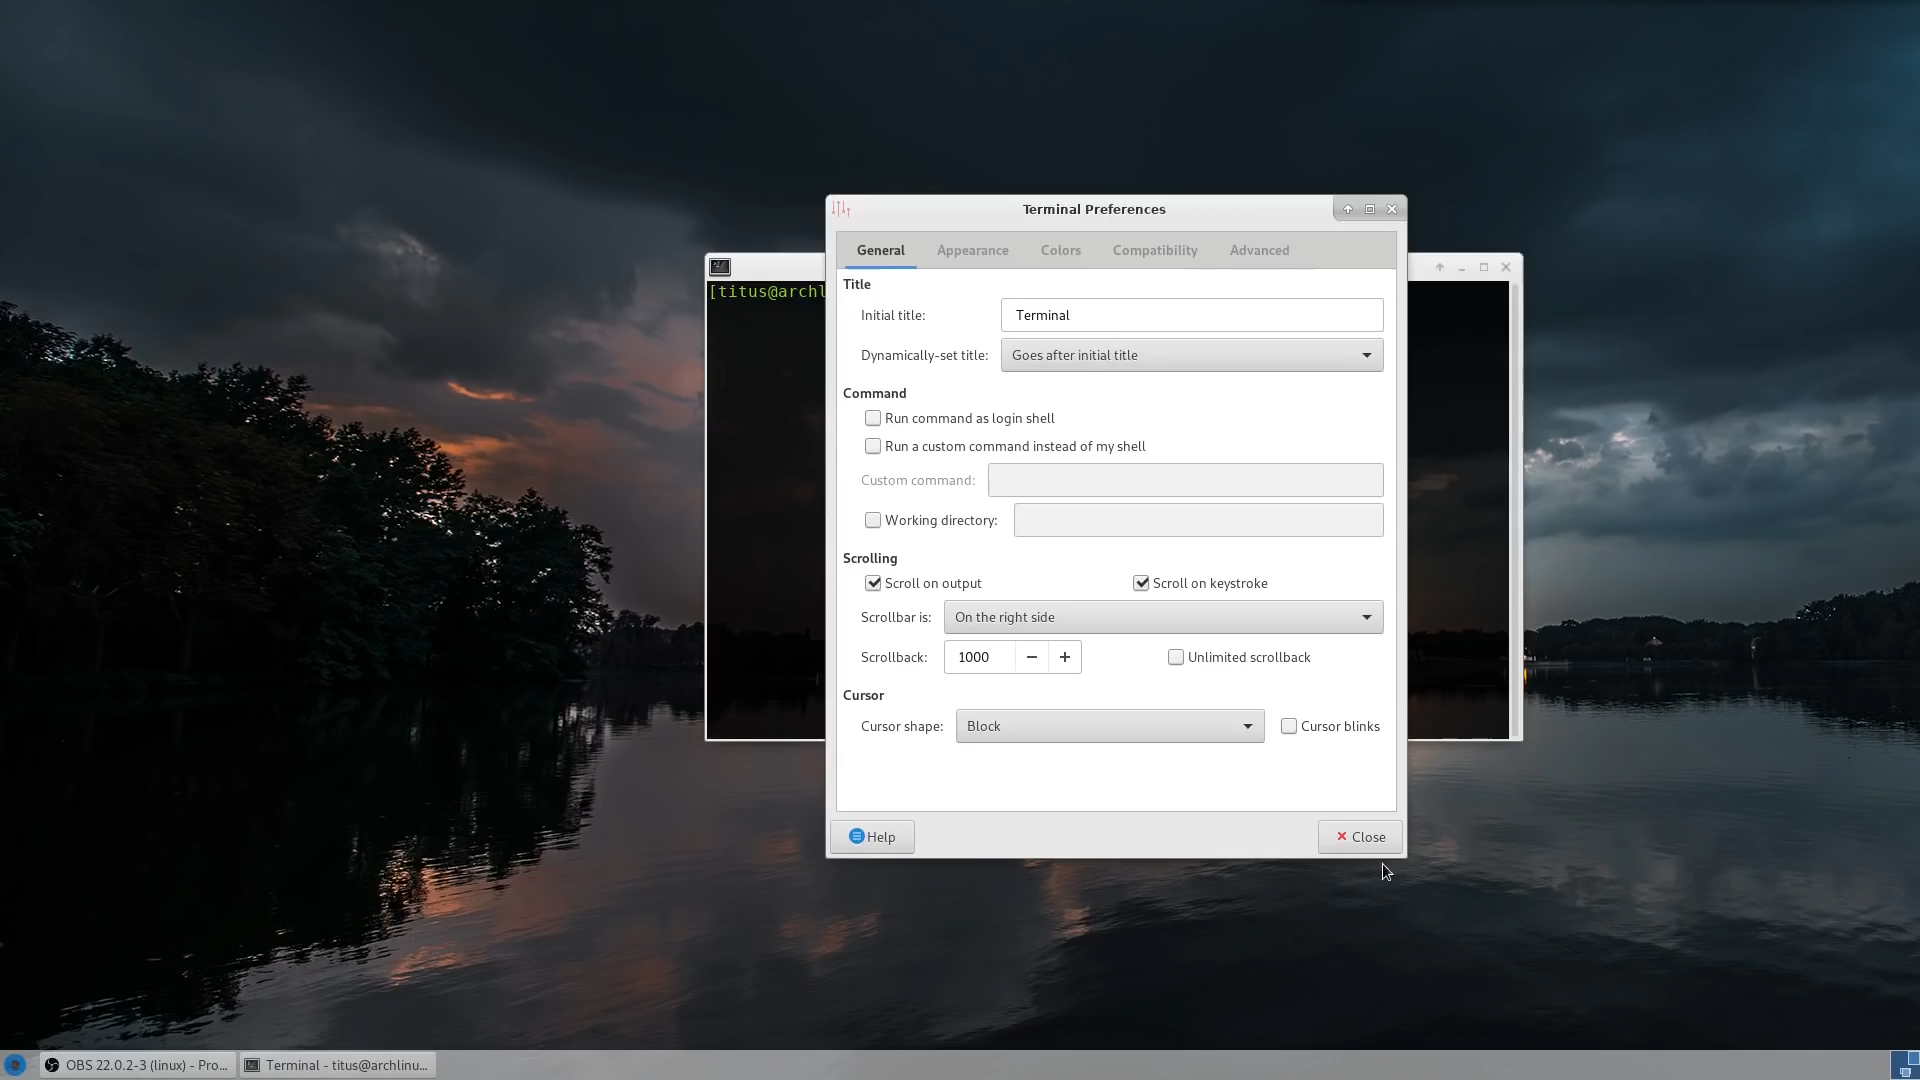 Terminal Preferences
General Appearance Colors Compatibility Advanced
Title
[titus@archl
Initial title: Terminal
Dynamically-set title: Goes after initial title
Command
Run command as login shell
Run a custom command instead of my shell
Custom command:
Working directory:
Scrolling
Scroll on output Scroll on keystroke
Scrollbar is: On the right side
Scrollback: 1000 Unlimited scrollback
Cursor
Cursor shape: Block Cursor blinks
Help Close
OBS 22.0.2-3 (linux) - Pro... Terminal - titus@archlinu...